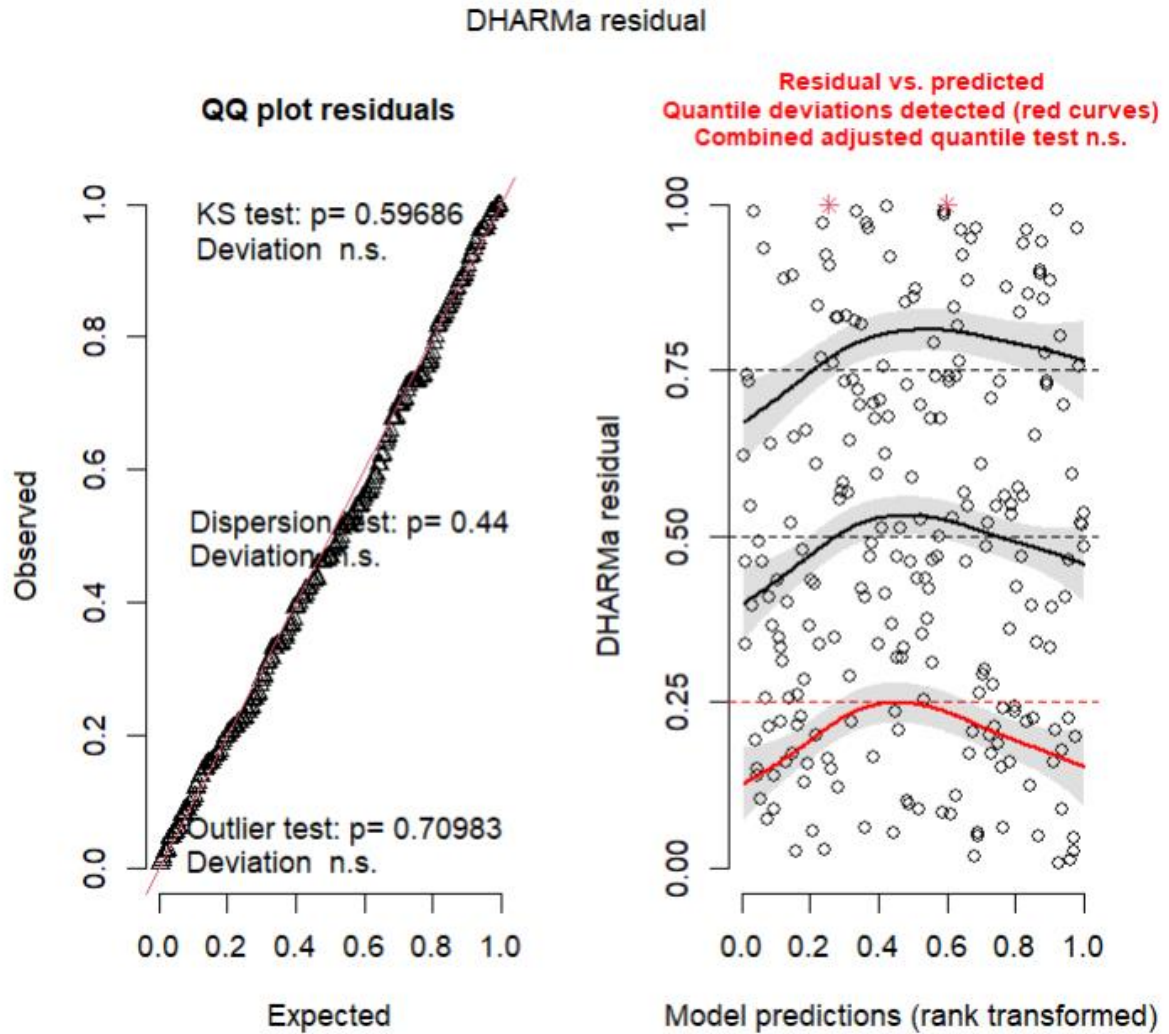 DHARMa residual
QQ plot residuals
KS test: p= 0.59686
Deviation  n.s.
Dispersion test: p= 0.44
Deviation n.s.
Outlier test: p= 0.70983
Deviation  n.s.
Observed
0.0
0.2
0.4
0.6
0.8
1.0
0.0 0.2 0.4 0.6 0.8 1.0
Expected
Residual vs. predicted
Quantile deviations detected (red curves)
Combined adjusted quantile test n.s.
DHARMa residual
0.00
0.25
0.50
0.75
1.00
0.0 0.2 0.4 0.6 0.8 1.0
Model predictions (rank transformed)